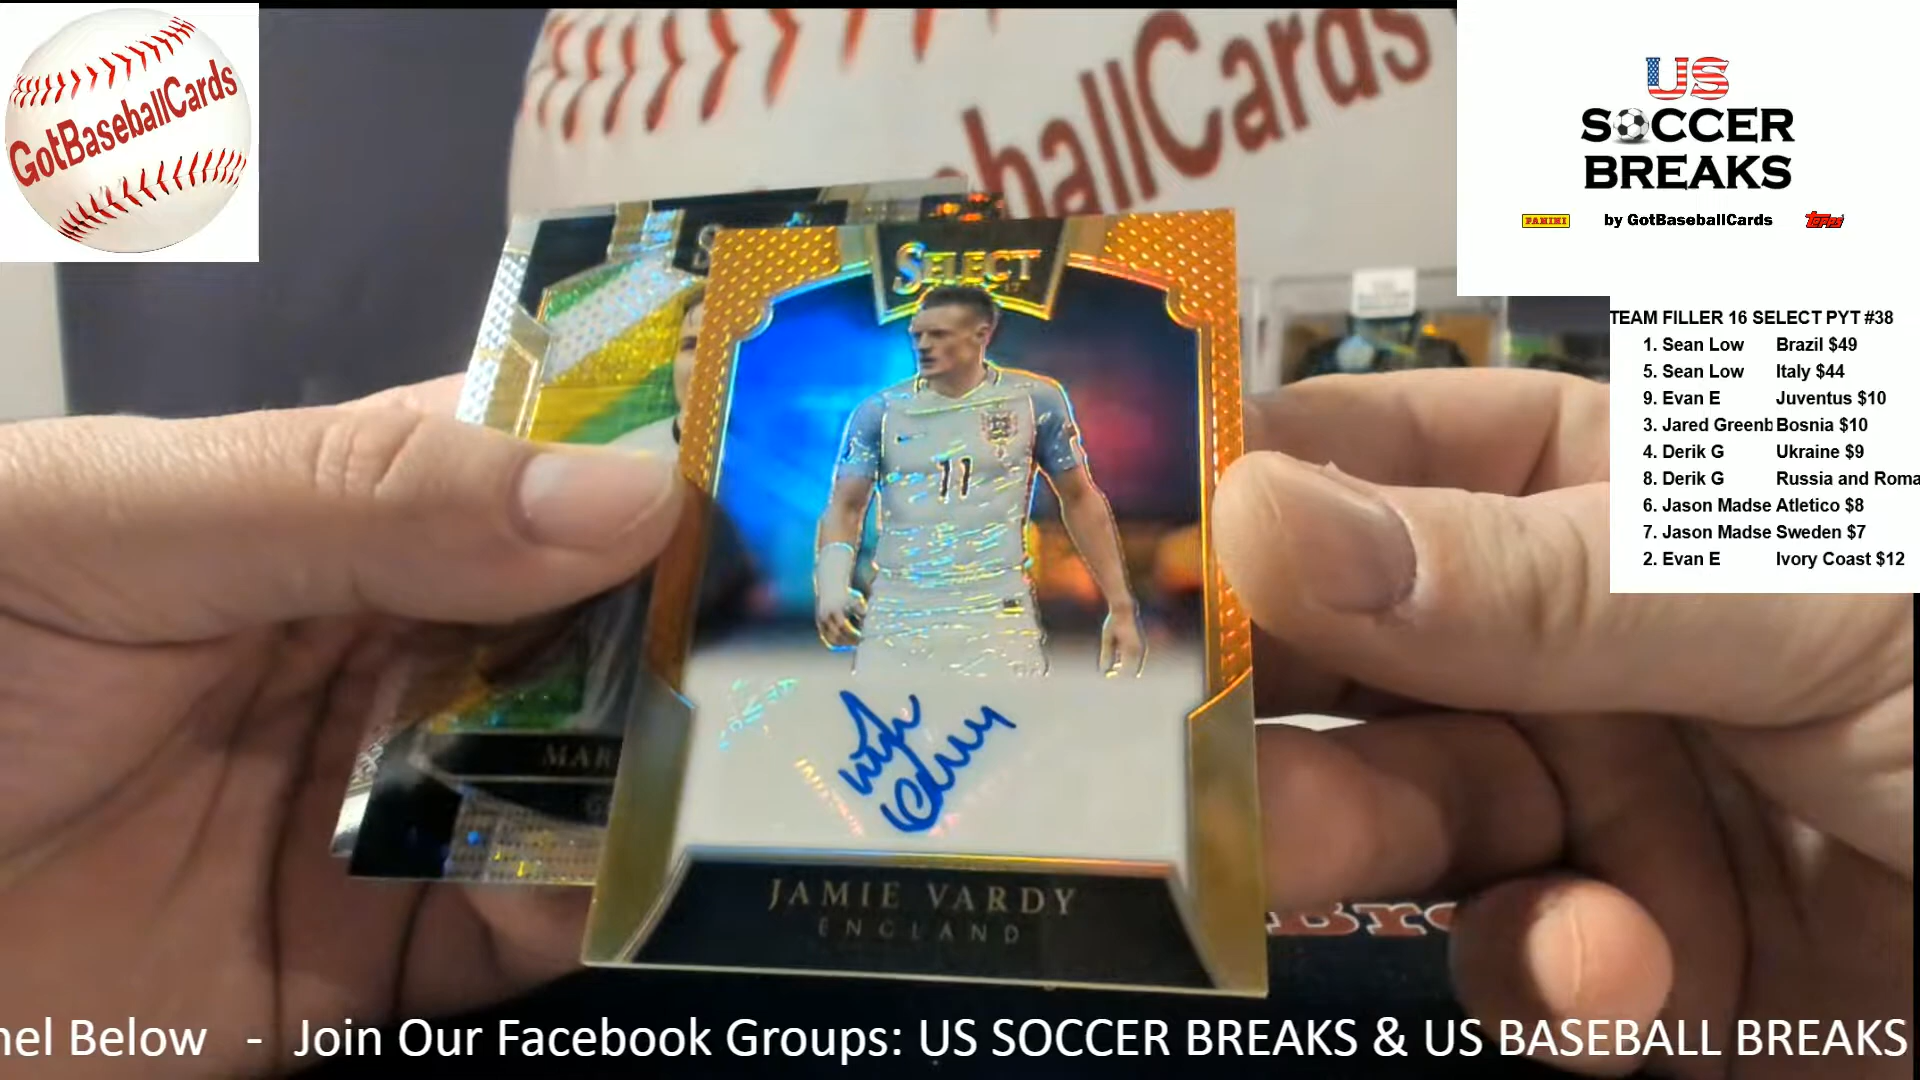 GotBaseballCards
ballCards
US
SOCCER
BREAKS
PANINI by GotBaseballCards TOPPS
TEAM FILLER 16 SELECT PYT #38
1. Sean Low Brazil $49
5. Sean Low Italy $44
9. Evan E Juventus $10
3. Jared Greenb Bosnia $10
4. Derik G Ukraine $9
8. Derik G Russia and Roma
6. Jason Madse Atletico $8
7. Jason Madse Sweden $7
2. Evan E Ivory Coast $12
SELECT
11
JAMIE VARDY
ENGLAND
MAR
Bre
nel Below - Join Our Facebook Groups: US SOCCER BREAKS & US BASEBALL BREAKS